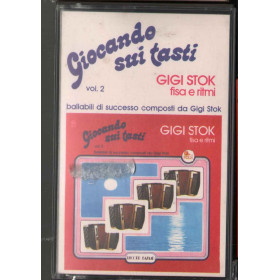 Giocando
sui tasti
vol. 2
GIGI STOK
fisa e ritmi
ballabili di successo composti da Gigi Stok
Giocando
sui tasti
GIGI STOK
fisa e ritmi